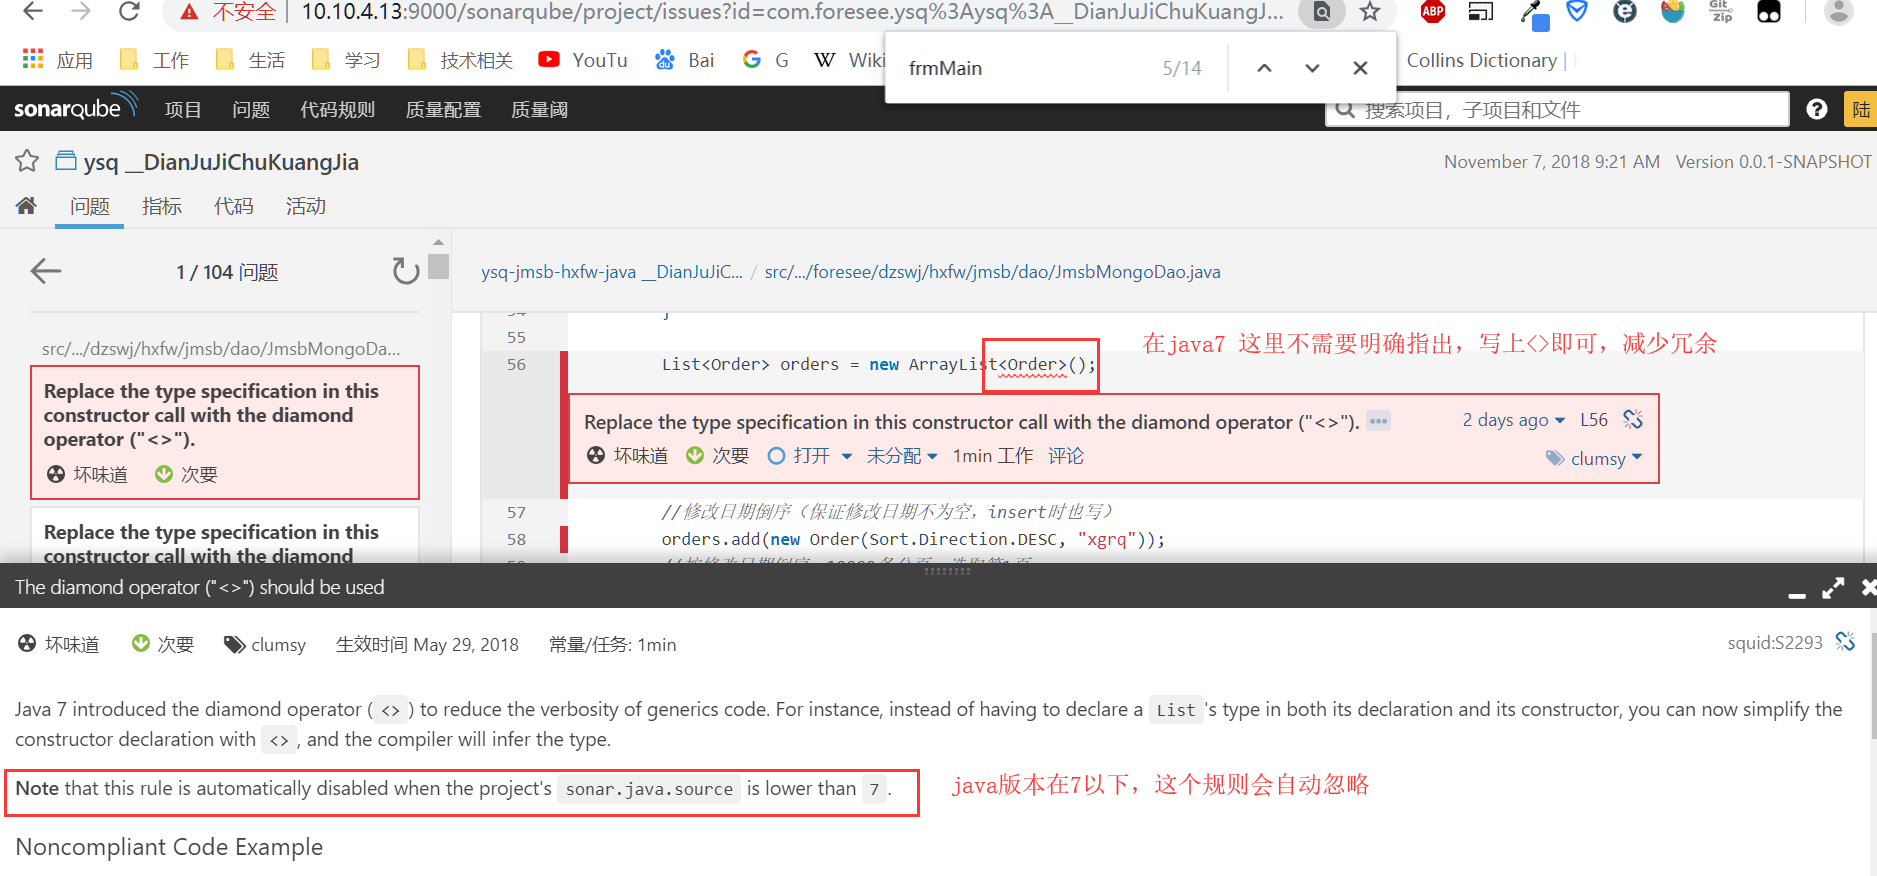 不安全 10.10.4.13:9000/sonarqube/project/issues?id=com.foresee.ysq%3Aysq%3A__DianJuJiChuKuangJ...
ABP
Git
Zip
应用 工作 生活 学习 技术相关 YouTu du Bai G G W Wiki
frmMain 5/14
Collins Dictionary
sonarqube 项目 问题 代码规则 质量配置 质量阈
搜索项目，子项目和文件 ? 陆
ysq __DianJuJiChuKuangJia
November 7, 2018 9:21 AM Version 0.0.1-SNAPSHOT
问题 指标 代码 活动
1 / 104 问题
ysq-jmsb-hxfw-java __DianJuJiC... / src/.../foresee/dzswj/hxfw/jmsb/dao/JmsbMongoDao.java
src/.../dzswj/hxfw/jmsb/dao/JmsbMongoDa...
Replace the type specification in this
constructor call with the diamond
operator ("<>").
坏味道 次要
Replace the type specification in this
constructor call with the diamond
54 }
55
在java7 这里不需要明确指出，写上<>即可，减少冗余
56 List<Order> orders = new ArrayList<Order>();
Replace the type specification in this constructor call with the diamond operator ("<>"). ... 2 days ago L56
坏味道 次要 打开 未分配 1min 工作 评论 clumsy
57 //修改日期倒序（保证修改日期不为空，insert时也写）
58 orders.add(new Order(Sort.Direction.DESC, "xgrq"));
The diamond operator ("<>") should be used
坏味道 次要 clumsy 生效时间 May 29, 2018 常量/任务: 1min
squid:S2293
Java 7 introduced the diamond operator ( <> ) to reduce the verbosity of generics code. For instance, instead of having to declare a List 's type in both its declaration and its constructor, you can now simplify the
constructor declaration with <> , and the compiler will infer the type.
Note that this rule is automatically disabled when the project's sonar.java.source is lower than 7 .
java版本在7以下，这个规则会自动忽略
Noncompliant Code Example